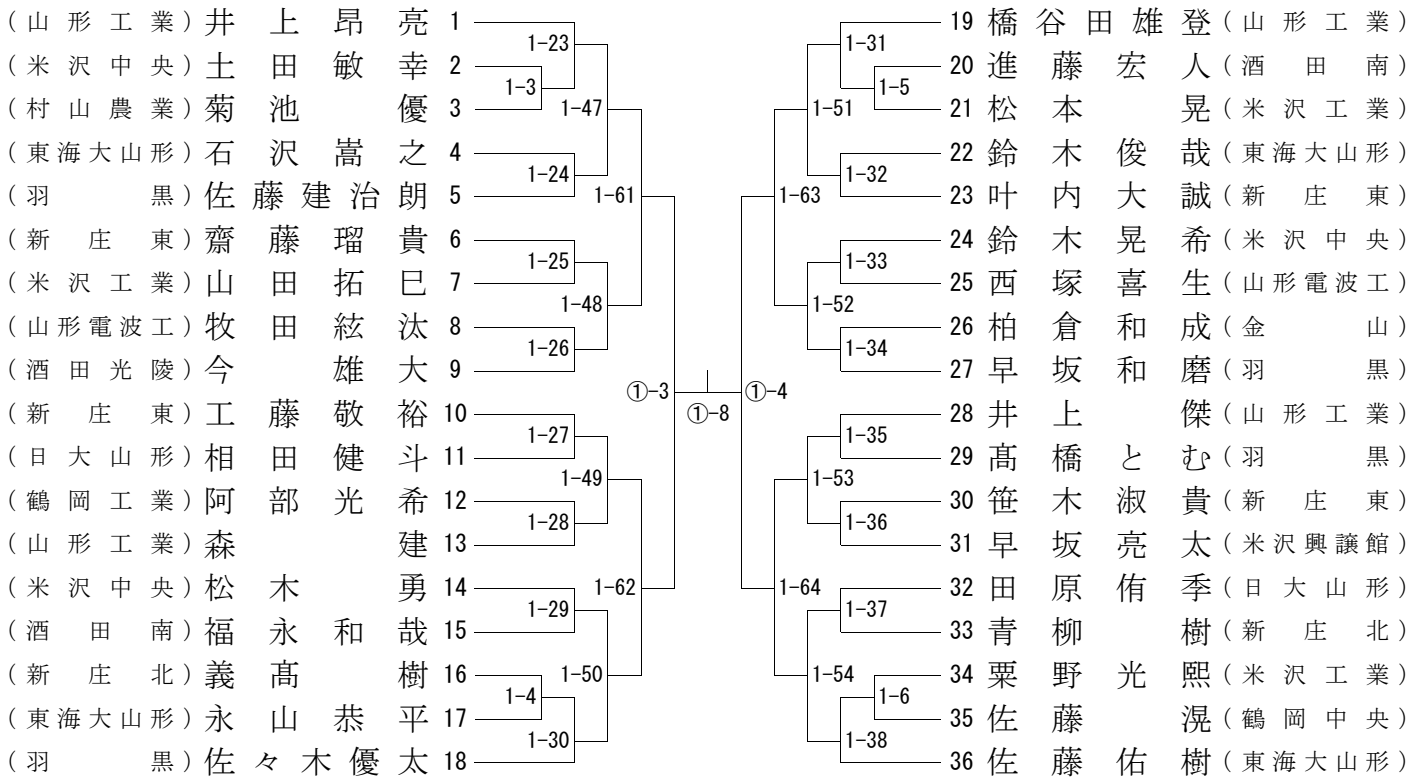 (山形工業) 井上昂亮 1
(米沢中央) 土田敏幸 2
(村山農業) 菊池優 3
(東海大山形) 石沢嵩之 4
(羽黒) 佐藤建治朗 5
(新庄東) 齋藤瑠貴 6
(米沢工業) 山田拓巳 7
(山形電波工) 牧田絃汰 8
(酒田光陵) 今雄大 9
(新庄東) 工藤敬裕 10
(日大山形) 相田健斗 11
(鶴岡工業) 阿部光希 12
(山形工業) 森建 13
(米沢中央) 松木勇 14
(酒田南) 福永和哉 15
(新庄北) 義髙樹 16
(東海大山形) 永山恭平 17
(羽黒) 佐々木優太 18
1-23
1-3
1-47
1-24
1-61
1-25
1-48
1-26
①-3
1-27
1-49
1-28
1-62
1-29
1-50
1-4
1-30
①-8
①-4
1-31
1-5
1-51
1-32
1-63
1-33
1-52
1-34
1-35
1-53
1-36
1-64
1-37
1-54
1-6
1-38
19 橋谷田雄登 (山形工業)
20 進藤宏人 (酒田南)
21 松本晃 (米沢工業)
22 鈴木俊哉 (東海大山形)
23 叶内大誠 (新庄東)
24 鈴木晃希 (米沢中央)
25 西塚喜生 (山形電波工)
26 柏倉和成 (金山)
27 早坂和磨 (羽黒)
28 井上傑 (山形工業)
29 髙橋とむ (羽黒)
30 笹木淑貴 (新庄東)
31 早坂亮太 (米沢興譲館)
32 田原侑季 (日大山形)
33 青柳樹 (新庄北)
34 粟野光熙 (米沢工業)
35 佐藤滉 (鶴岡中央)
36 佐藤佑樹 (東海大山形)